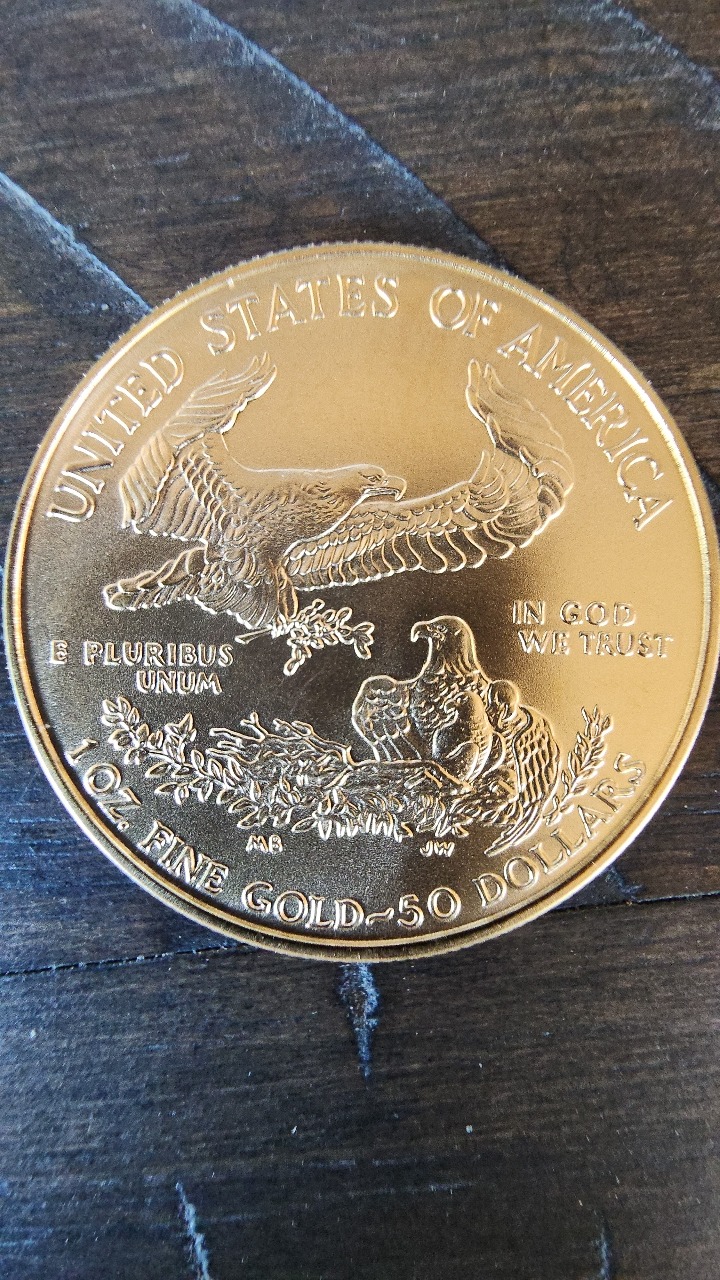 UNITED STATES OF AMERICA
IN GOD
WE TRUST
E PLURIBUS
UNUM
MB
JW
1 OZ. FINE GOLD~50 DOLLARS